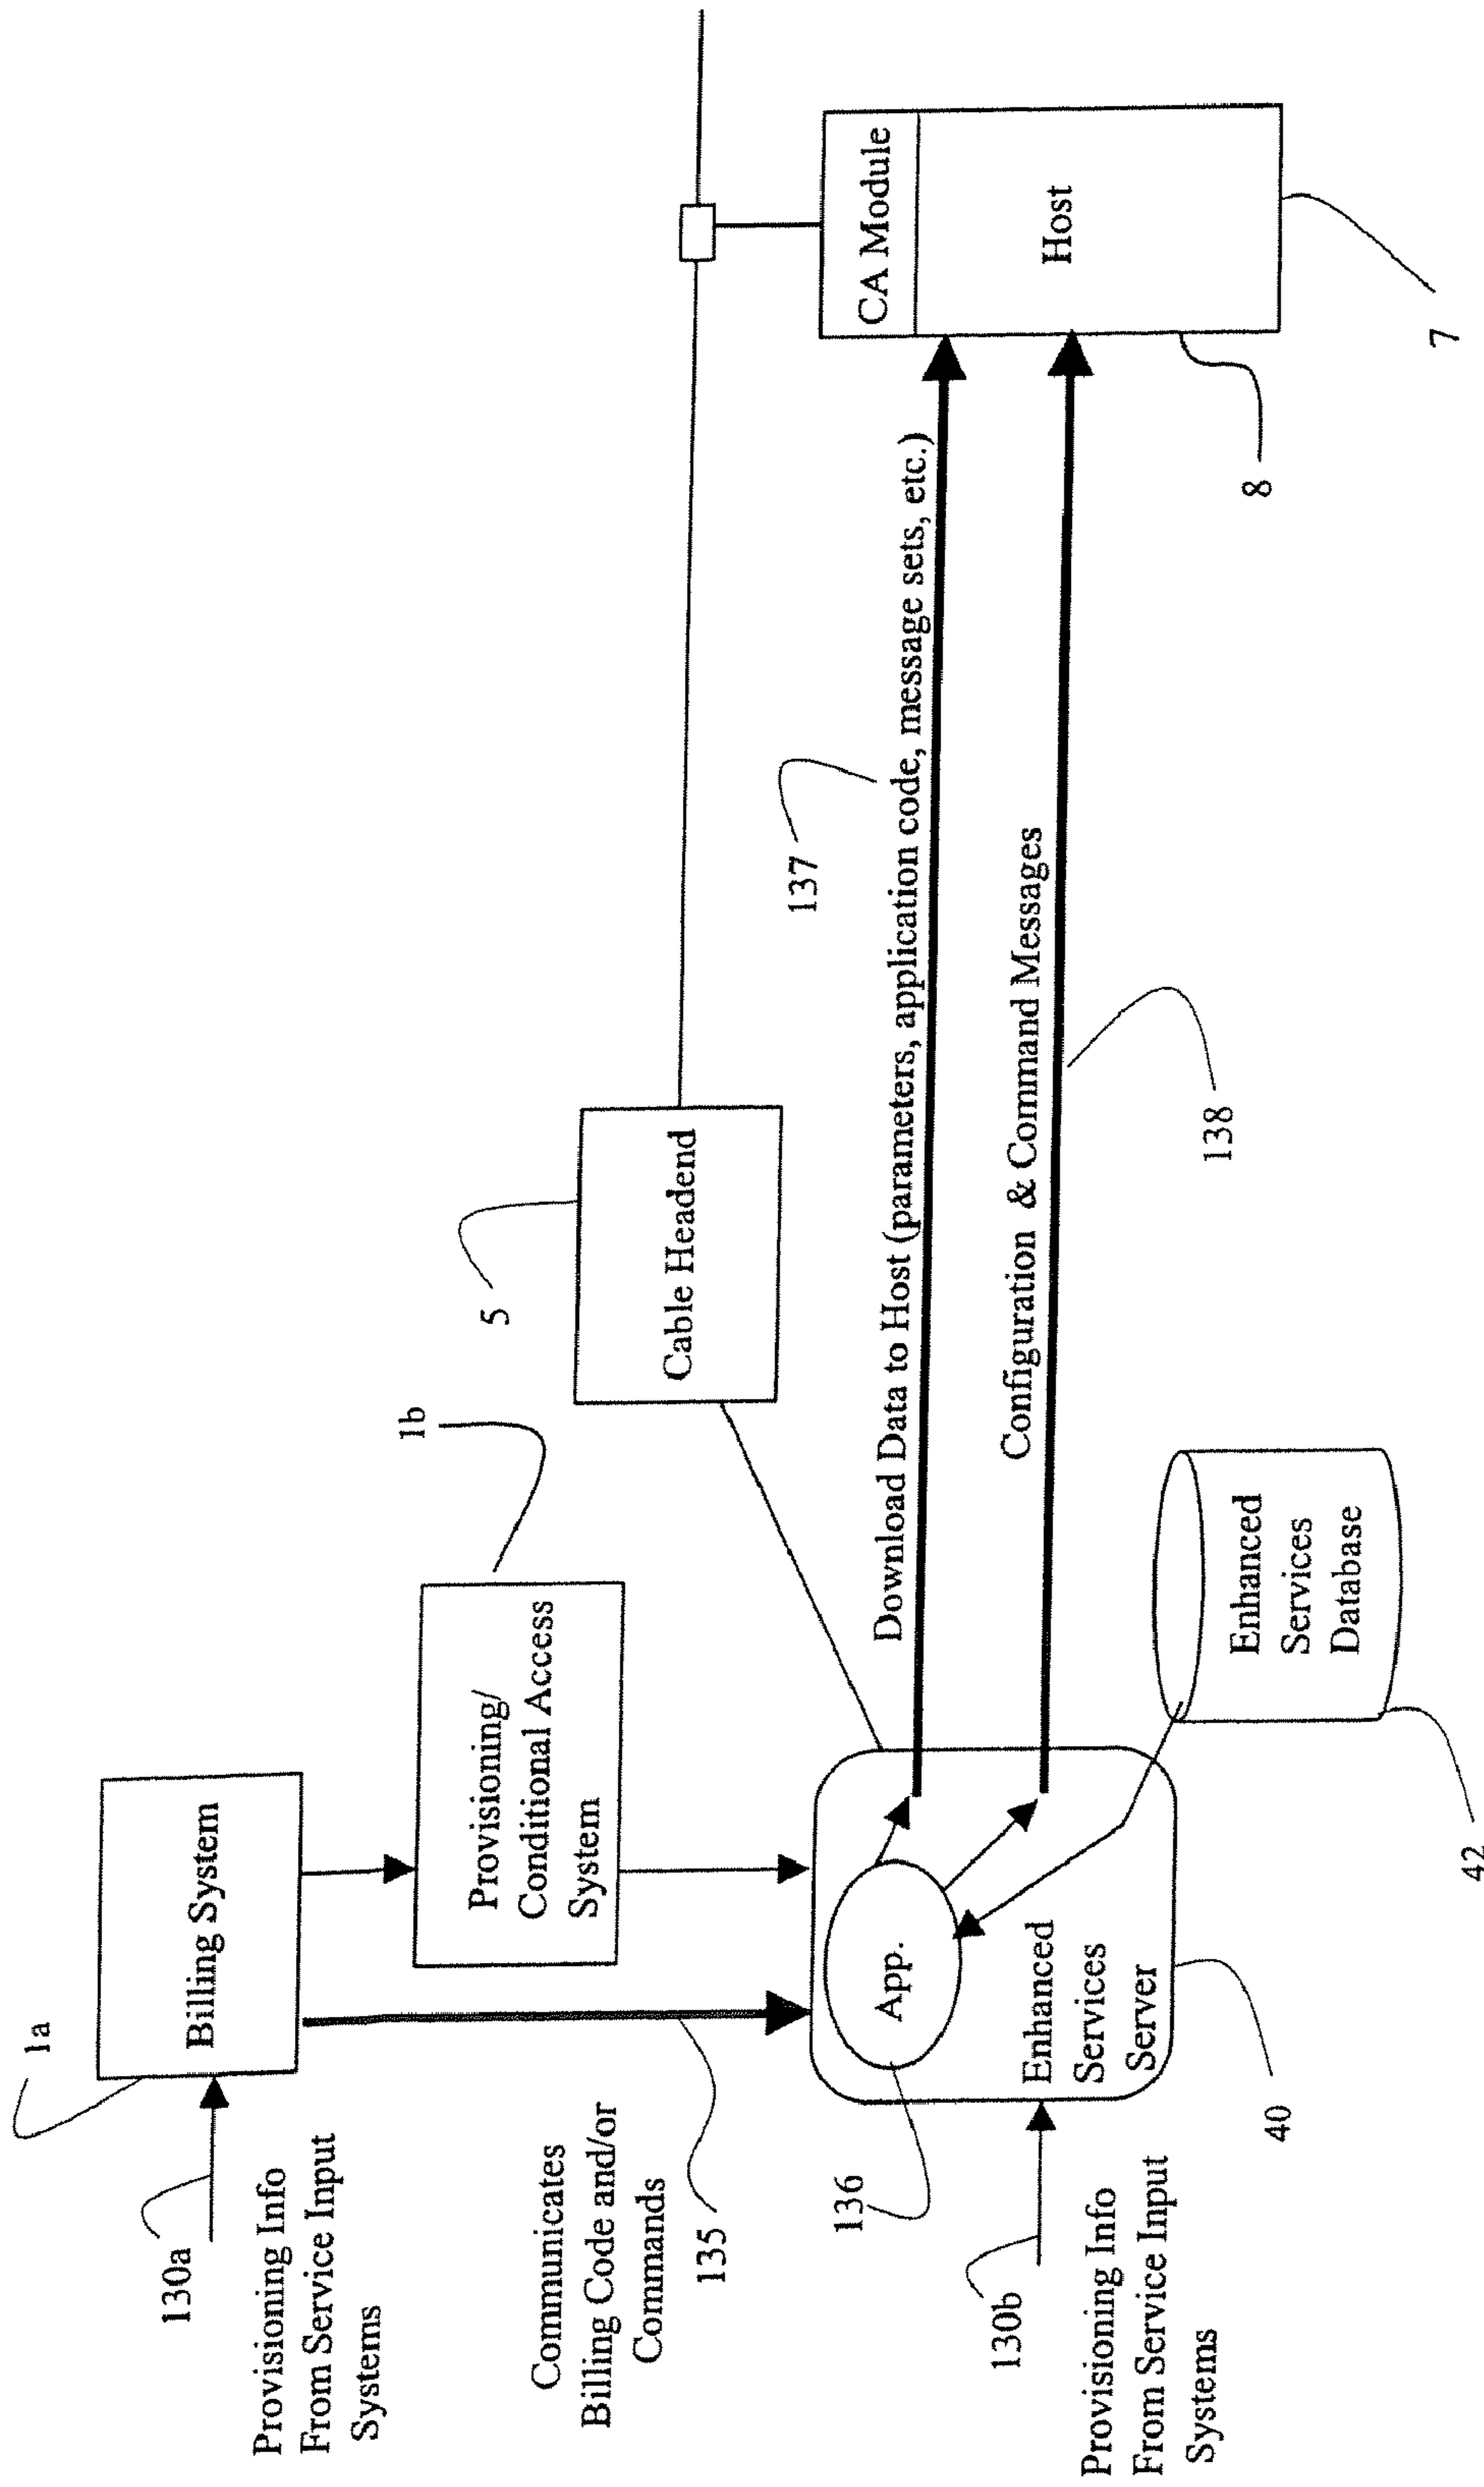 1a
Billing System
130a
Provisioning Info
From Service Input
Systems
1b
Provisioning/
Conditional Access
System
Communicates
Billing Code and/or
Commands
135
5
Cable Headend
CA Module
Host
7
8
137
Download Data to Host (parameters, application code, message sets, etc.)
Configuration & Command Messages
138
136
App.
Enhanced
Services
Server
40
130b
Provisioning Info
From Service Input
Systems
Enhanced
Services
Database
42